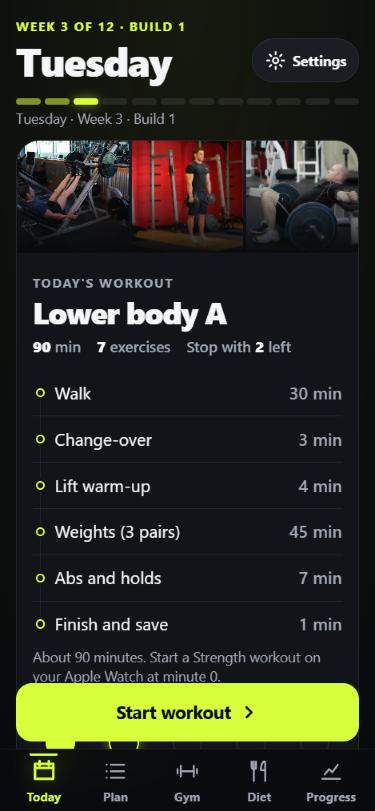 WEEK 3 OF 12 · BUILD 1
Tuesday
Settings
Tuesday · Week 3 · Build 1
TODAY'S WORKOUT
Lower body A
90 min 7 exercises Stop with 2 left
Walk 30 min
Change-over 3 min
Lift warm-up 4 min
Weights (3 pairs) 45 min
Abs and holds 7 min
Finish and save 1 min
About 90 minutes. Start a Strength workout on
your Apple Watch at minute 0.
Start workout
Today Plan Gym Diet Progress